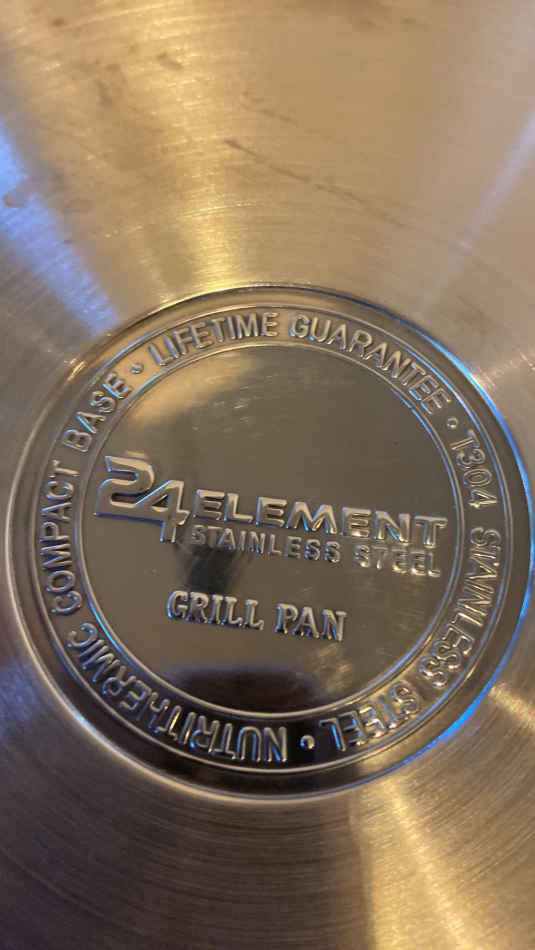 LIFETIME GUARANTEE • T304 STAINLESS STEEL • NUTRITHERMIC COMPACT BASE •
24 ELEMENT
STAINLESS STEEL
GRILL PAN